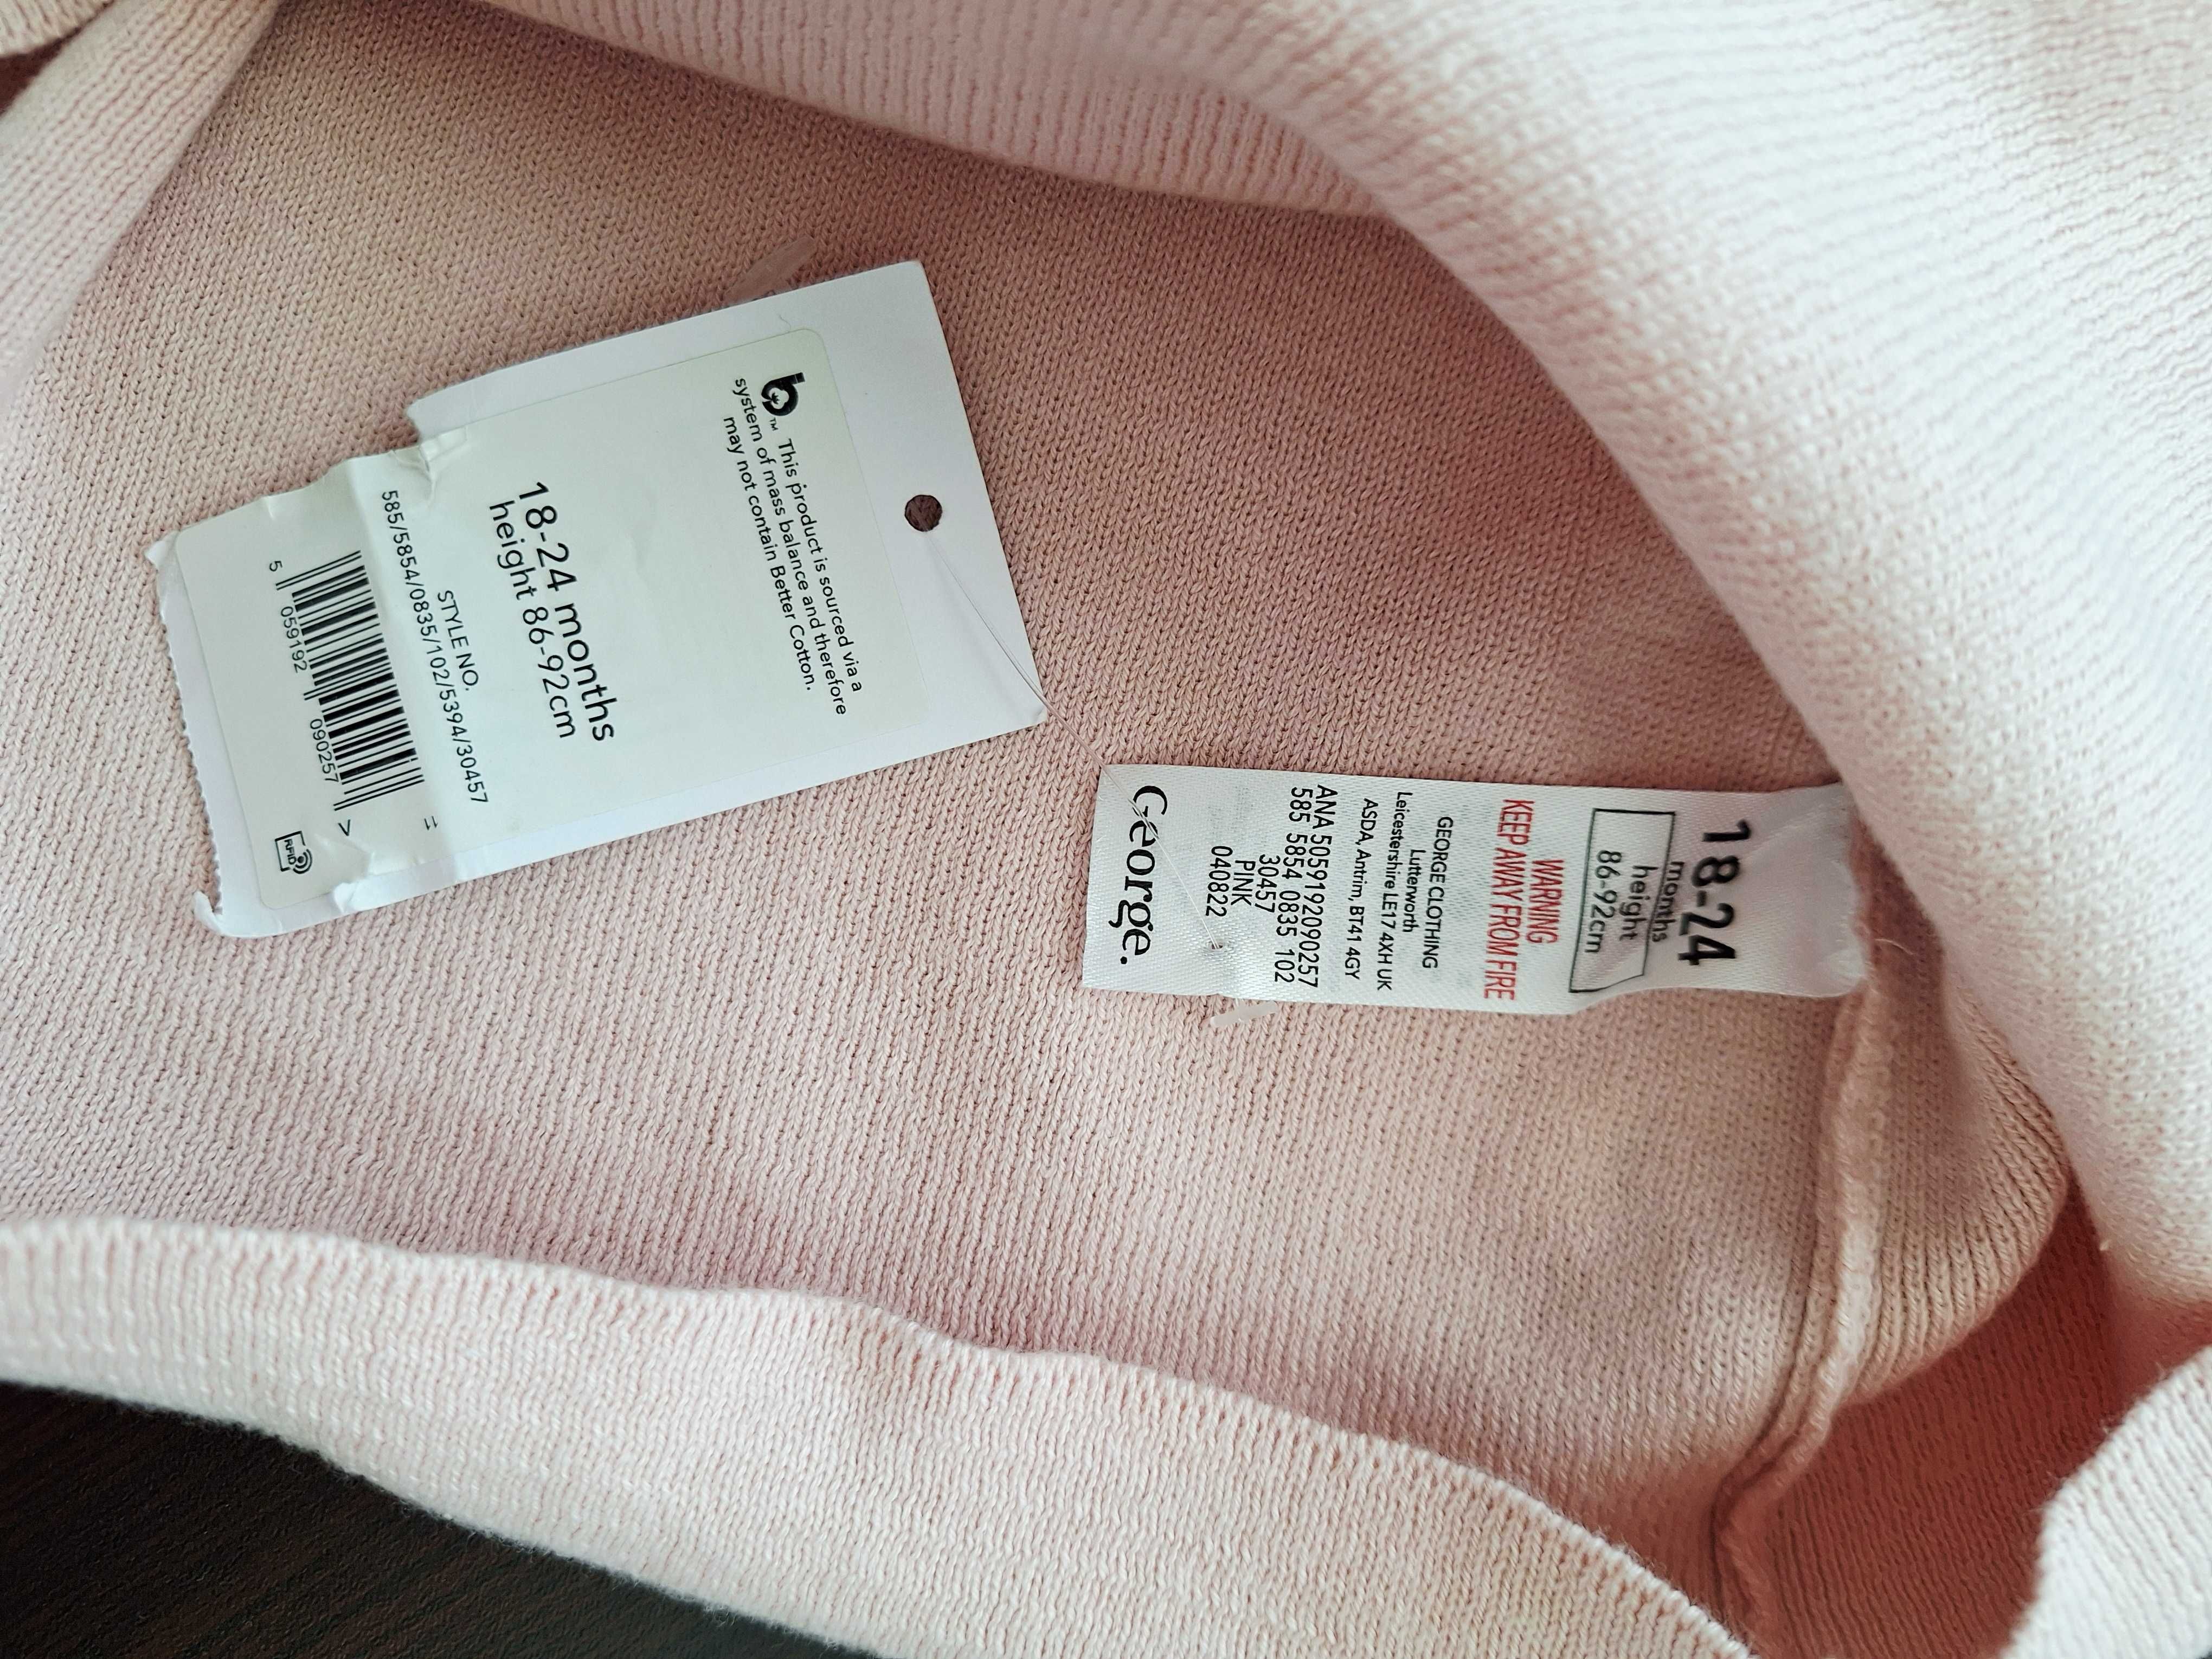 b™ This product is sourced via a
system of mass balance and therefore
may not contain Better Cotton.
18-24 months
height 86-92cm
STYLE NO.
585/5854/0835/102/5394/30457
11
5 059192 090257 >
RFID
18-24
months
height
86-92cm
WARNING
KEEP AWAY FROM FIRE
GEORGE CLOTHING
Lutterworth
Leicestershire LE17 4XH UK
ASDA, Antrim, BT41 4GY
ANA 5059192090257
585 5854 0835 102
30457
PINK
040822
George.